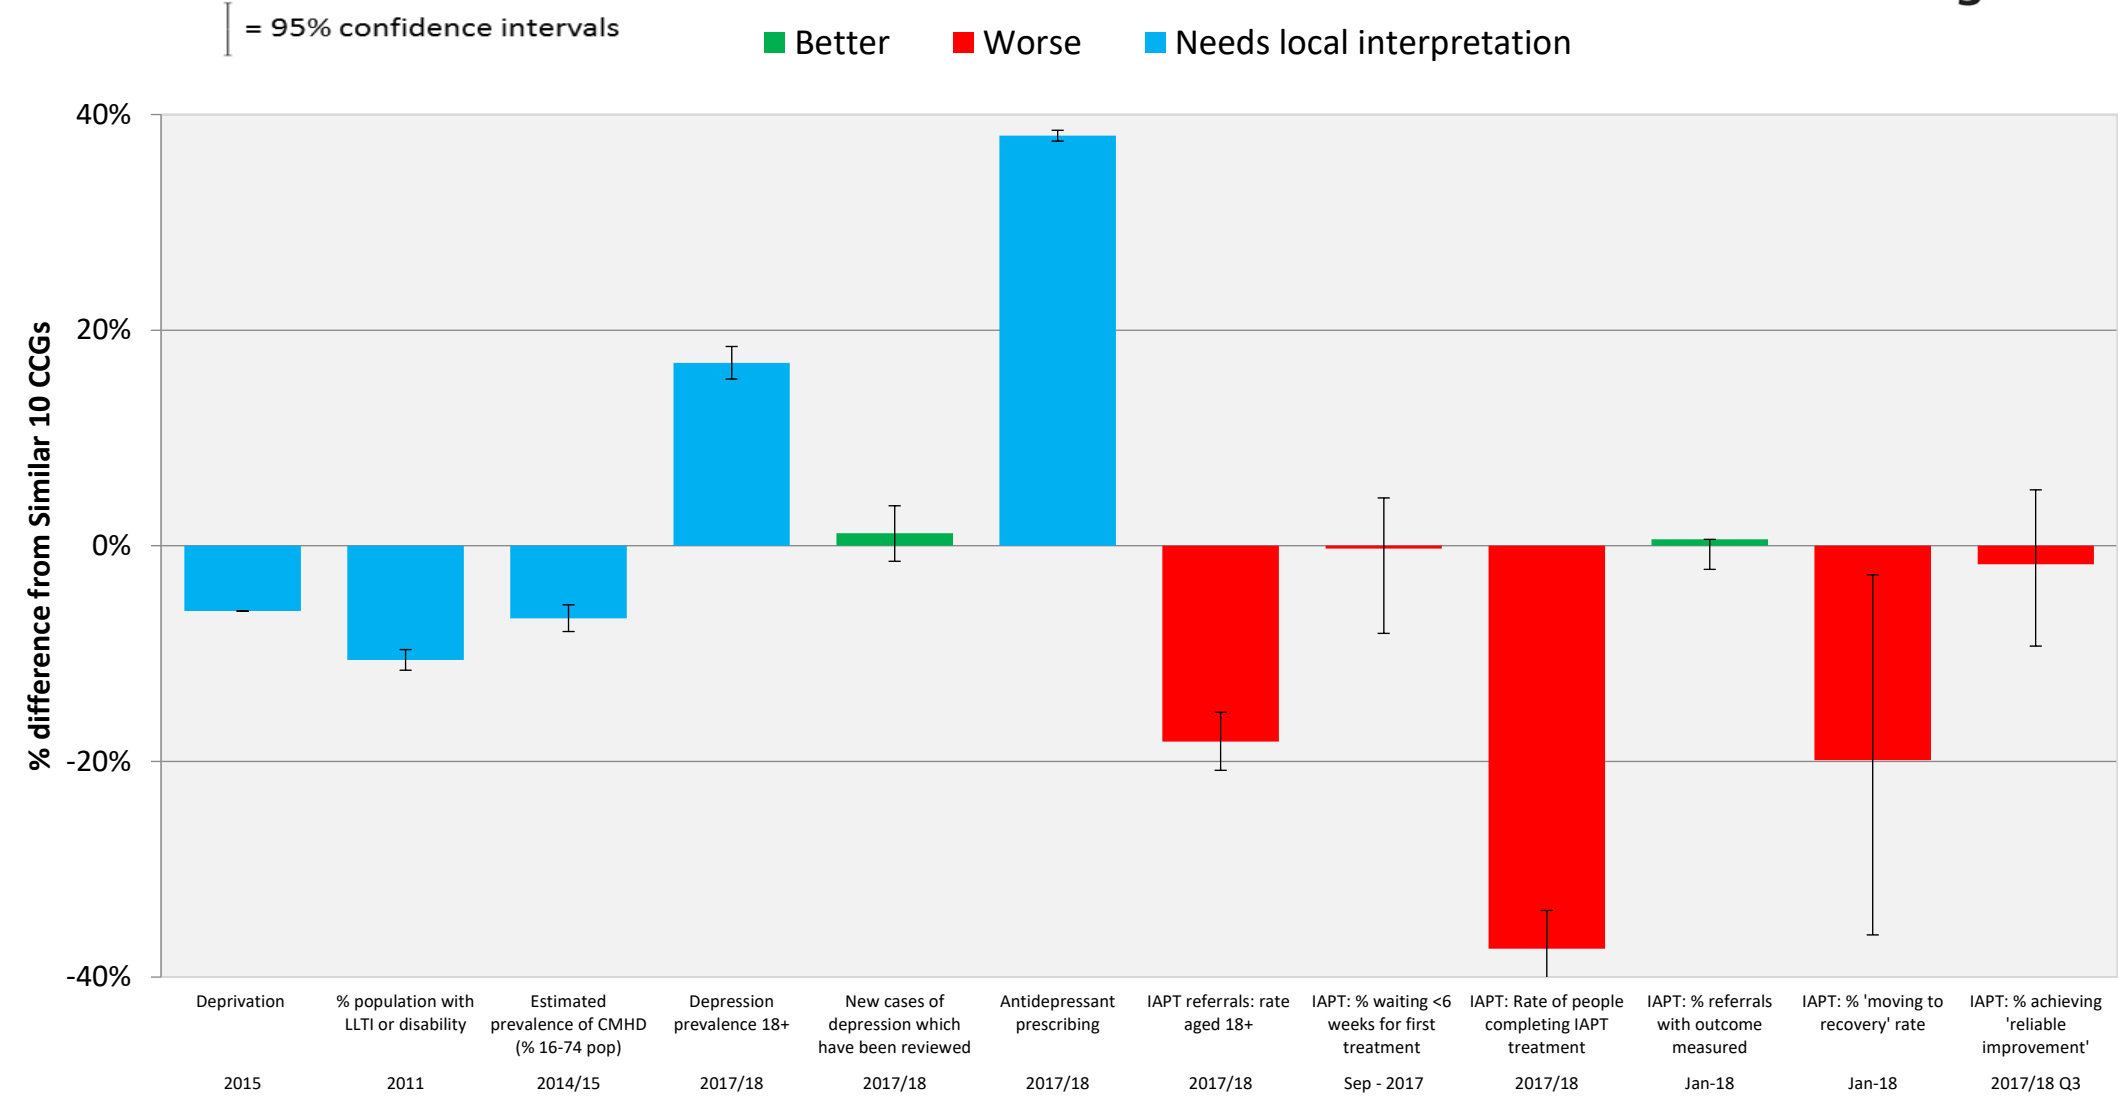 = 95% confidence intervals
Better Worse Needs local interpretation
40%
20%
0%
-20%
-40%
% difference from Similar 10 CCGs
Deprivation
2015
% population with
LLTI or disability
2011
Estimated
prevalence of CMHD
(% 16-74 pop)
2014/15
Depression
prevalence 18+
2017/18
New cases of
depression which
have been reviewed
2017/18
Antidepressant
prescribing
2017/18
IAPT referrals: rate
aged 18+
2017/18
IAPT: % waiting <6
weeks for first
treatment
Sep - 2017
IAPT: Rate of people
completing IAPT
treatment
2017/18
IAPT: % referrals
with outcome
measured
Jan-18
IAPT: % 'moving to
recovery' rate
Jan-18
IAPT: % achieving
'reliable
improvement'
2017/18 Q3